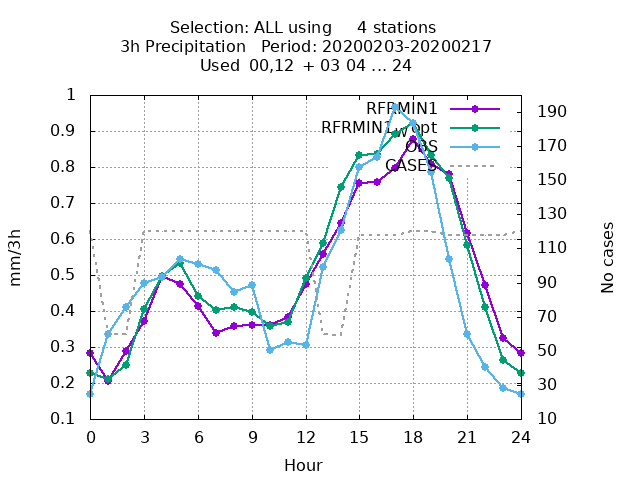 Selection: ALL using 4 stations
3h Precipitation Period: 20200203-20200217
Used 00,12 + 03 04 ... 24
RFRMIN1
RFRMIN1_w_opt
OBS
CASES
1
0.9
0.8
0.7
0.6
0.5
0.4
0.3
0.2
0.1
190
170
150
130
110
90
70
50
30
10
mm/3h
No cases
0 3 6 9 12 15 18 21 24
Hour